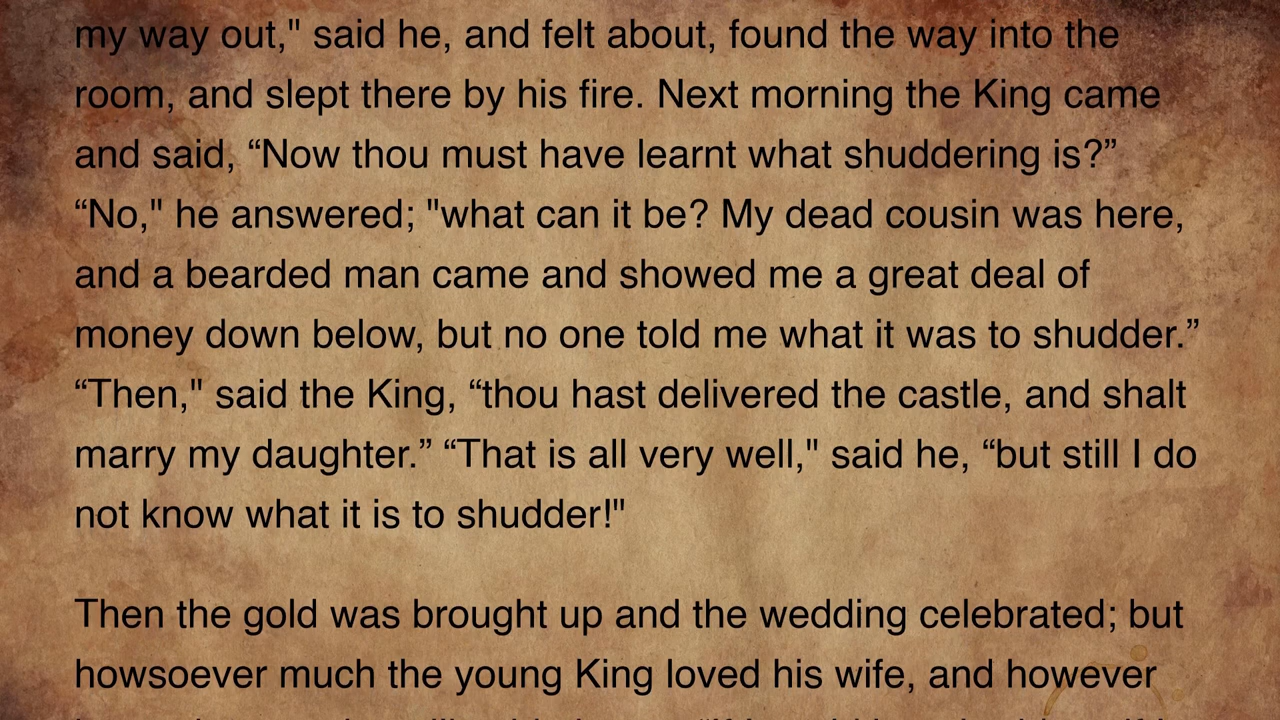 my way out," said he, and felt about, found the way into the
room, and slept there by his fire. Next morning the King came
and said, “Now thou must have learnt what shuddering is?”
“No," he answered; "what can it be? My dead cousin was here,
and a bearded man came and showed me a great deal of
money down below, but no one told me what it was to shudder.”
“Then," said the King, “thou hast delivered the castle, and shalt
marry my daughter.” “That is all very well," said he, “but still I do
not know what it is to shudder!"
Then the gold was brought up and the wedding celebrated; but
howsoever much the young King loved his wife, and however